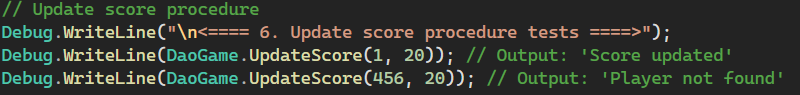 // Update score procedure
Debug.WriteLine("\n<==== 6. Update score procedure tests ====>");
Debug.WriteLine(DaoGame.UpdateScore(1, 20)); // Output: 'Score updated'
Debug.WriteLine(DaoGame.UpdateScore(456, 20)); // Output: 'Player not found'